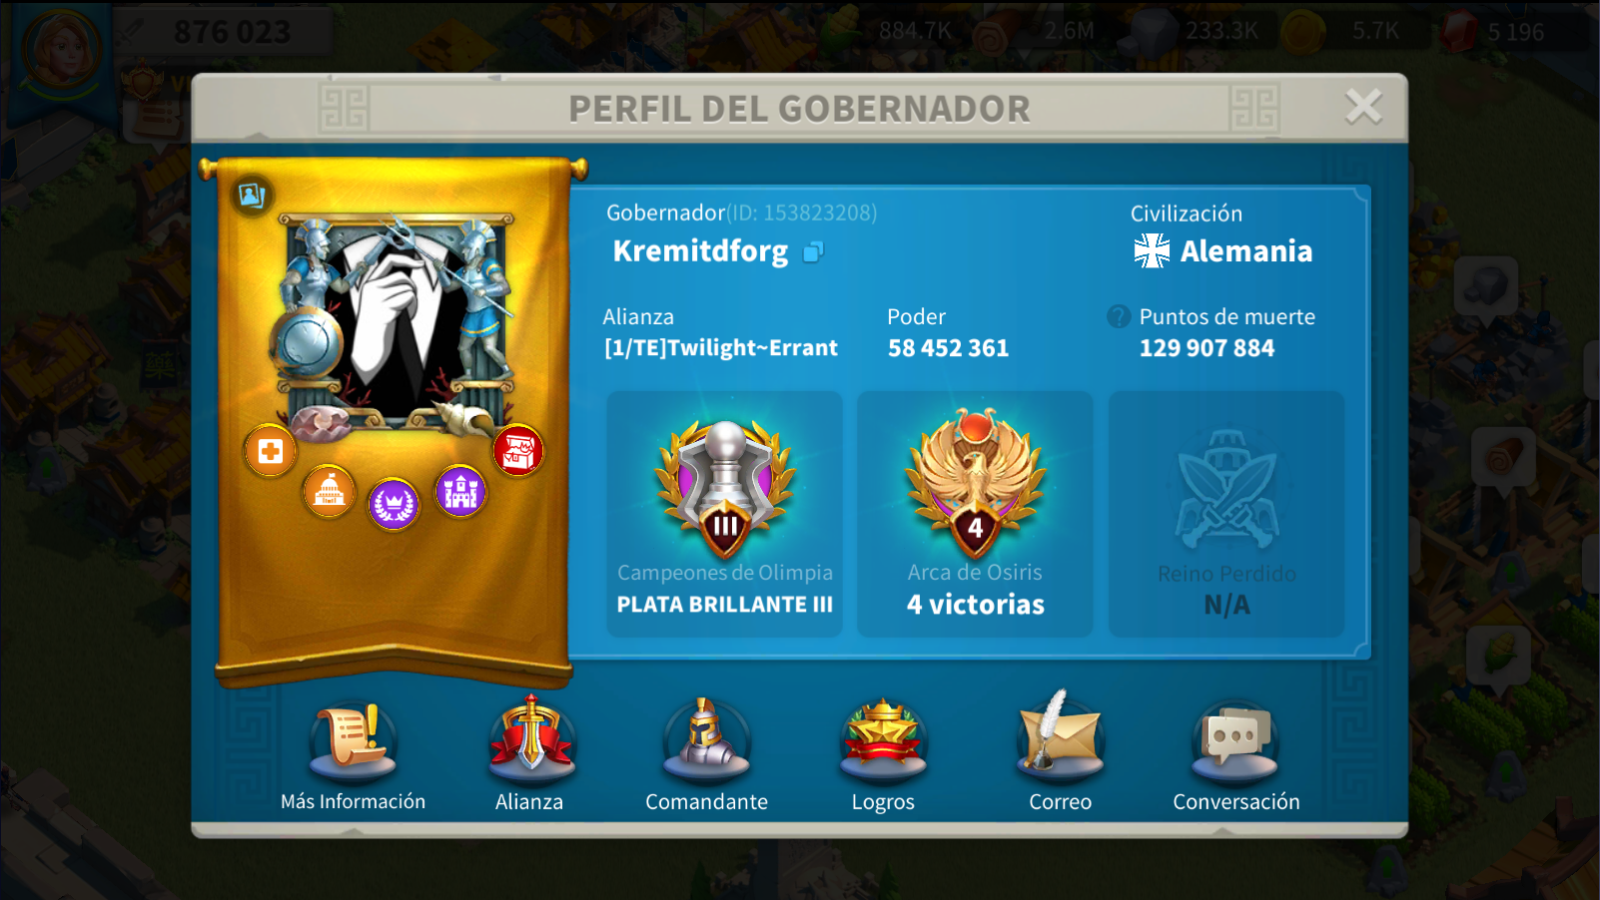 876 023
884.7K
2.6M
233.3K
5.7K
5 196
PERFIL DEL GOBERNADOR
Gobernador(ID: 153823208)
Kremitdforg
Civilización
Alemania
Alianza
[1/TE]Twilight~Errant
Poder
58 452 361
? Puntos de muerte
129 907 884
III
Campeones de Olimpia
PLATA BRILLANTE III
4
Arca de Osiris
4 victorias
Reino Perdido
N/A
Más Información
Alianza
Comandante
Logros
Correo
Conversación